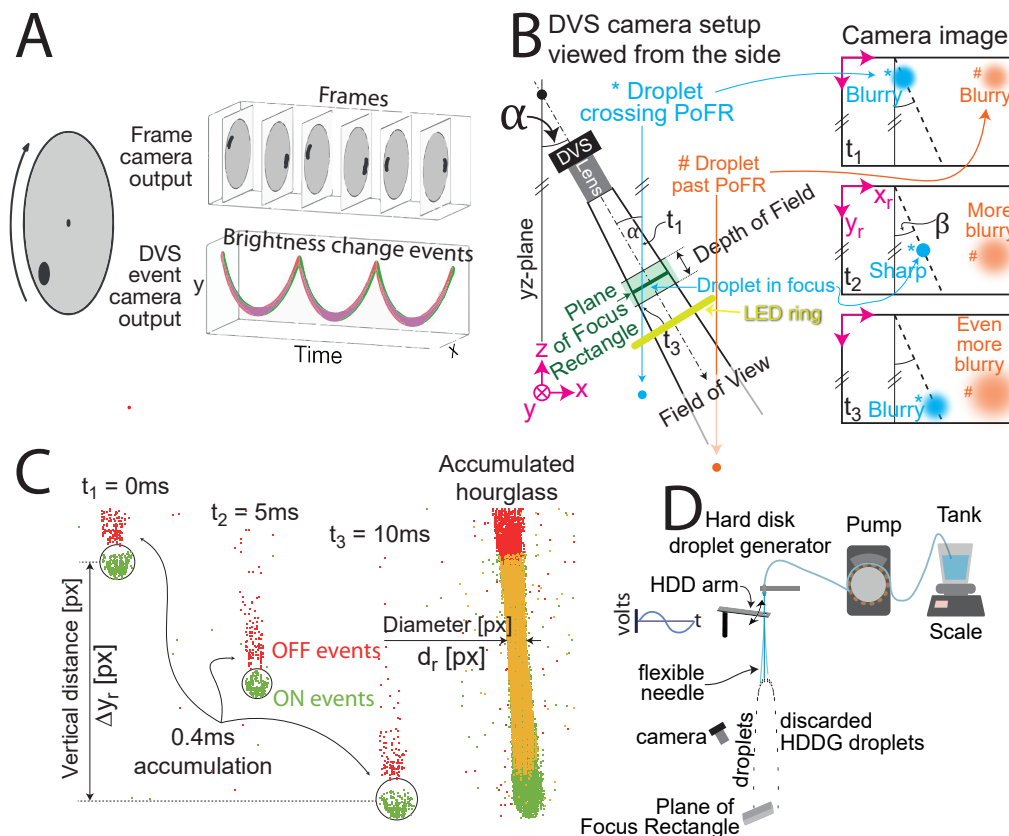 A
Frames
Frame
camera
output
Brightness change events
DVS
event
camera
output
y
Time
x
B
DVS camera setup
viewed from the side
Camera image
* Droplet
crossing PoFR
α
DVS
Lens
# Droplet
past PoFR
t1
α
Depth of Field
yz-plane
Droplet in focus
Plane
of Focus
Rectangle
LED ring
t3
z
x
y
Field of View
*
Blurry
#
Blurry
t1
xr
yr
β
*
Sharp
More
blurry
#
t2
Even
more
blurry
#
*
Blurry
t3
C
t1 = 0ms
t2 = 5ms
t3 = 10ms
Accumulated
hourglass
Vertical distance [px]
Δyr [px]
OFF events
ON events
0.4ms
accumulation
Diameter [px]
dr [px]
D
Hard disk
droplet generator
Pump
Tank
HDD arm
volts
t
Scale
flexible
needle
camera
droplets
discarded
HDDG droplets
Plane of
Focus Rectangle